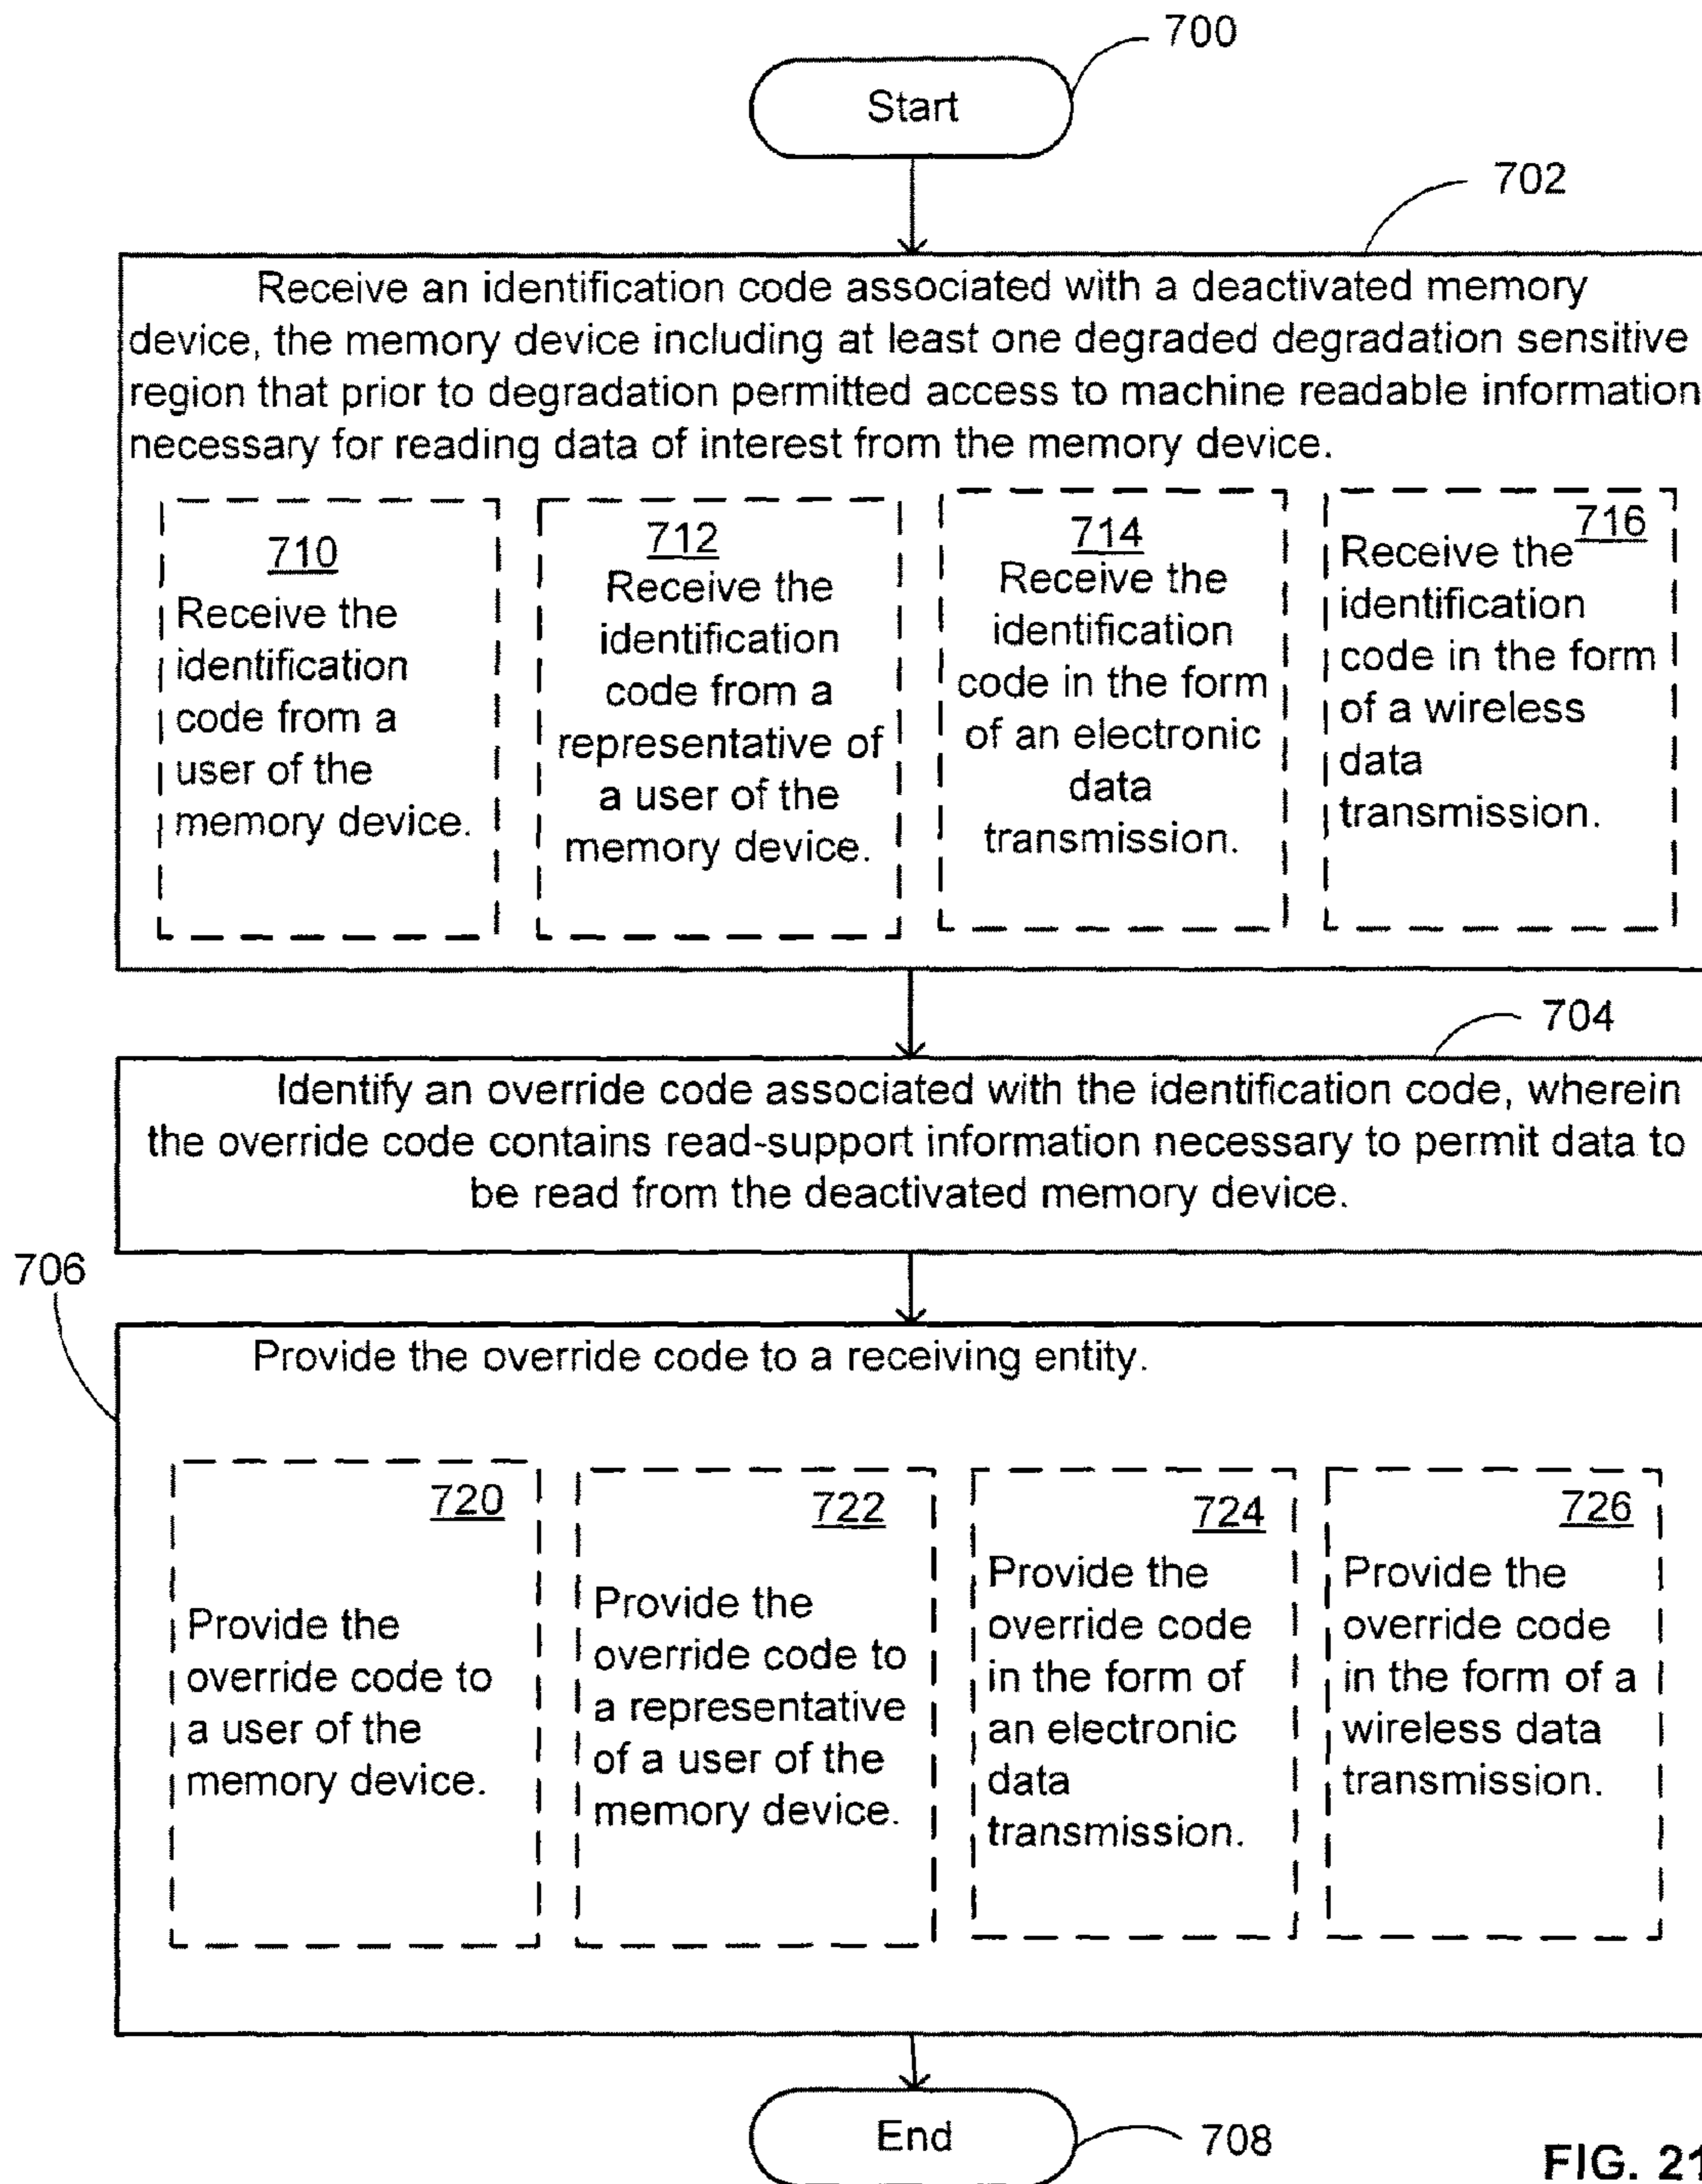 700
Start
702
Receive an identification code associated with a deactivated memory
device, the memory device including at least one degraded degradation sensitive
region that prior to degradation permitted access to machine readable information
necessary for reading data of interest from the memory device.
710
Receive the
identification
code from a
user of the
memory device.
712
Receive the
identification
code from a
representative of
a user of the
memory device.
714
Receive the
identification
code in the form
of an electronic
data
transmission.
716
Receive the
identification
code in the form
of a wireless
data
transmission.
704
Identify an override code associated with the identification code, wherein
the override code contains read-support information necessary to permit data to
be read from the deactivated memory device.
706
Provide the override code to a receiving entity.
720
Provide the
override code to
a user of the
memory device.
722
Provide the
override code to
a representative
of a user of the
memory device.
724
Provide the
override code
in the form of
an electronic
data
transmission.
726
Provide the
override code
in the form of a
wireless data
transmission.
End
708
FIG. 21